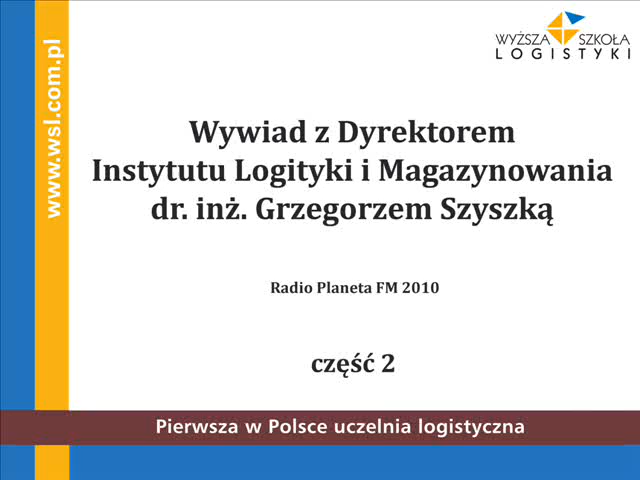 WYŻSZA SZKOŁA
LOGISTYKI
www.wsl.com.pl
Wywiad z Dyrektorem
Instytutu Logityki i Magazynowania
dr. inż. Grzegorzem Szyszką
Radio Planeta FM 2010
część 2
Pierwsza w Polsce uczelnia logistyczna